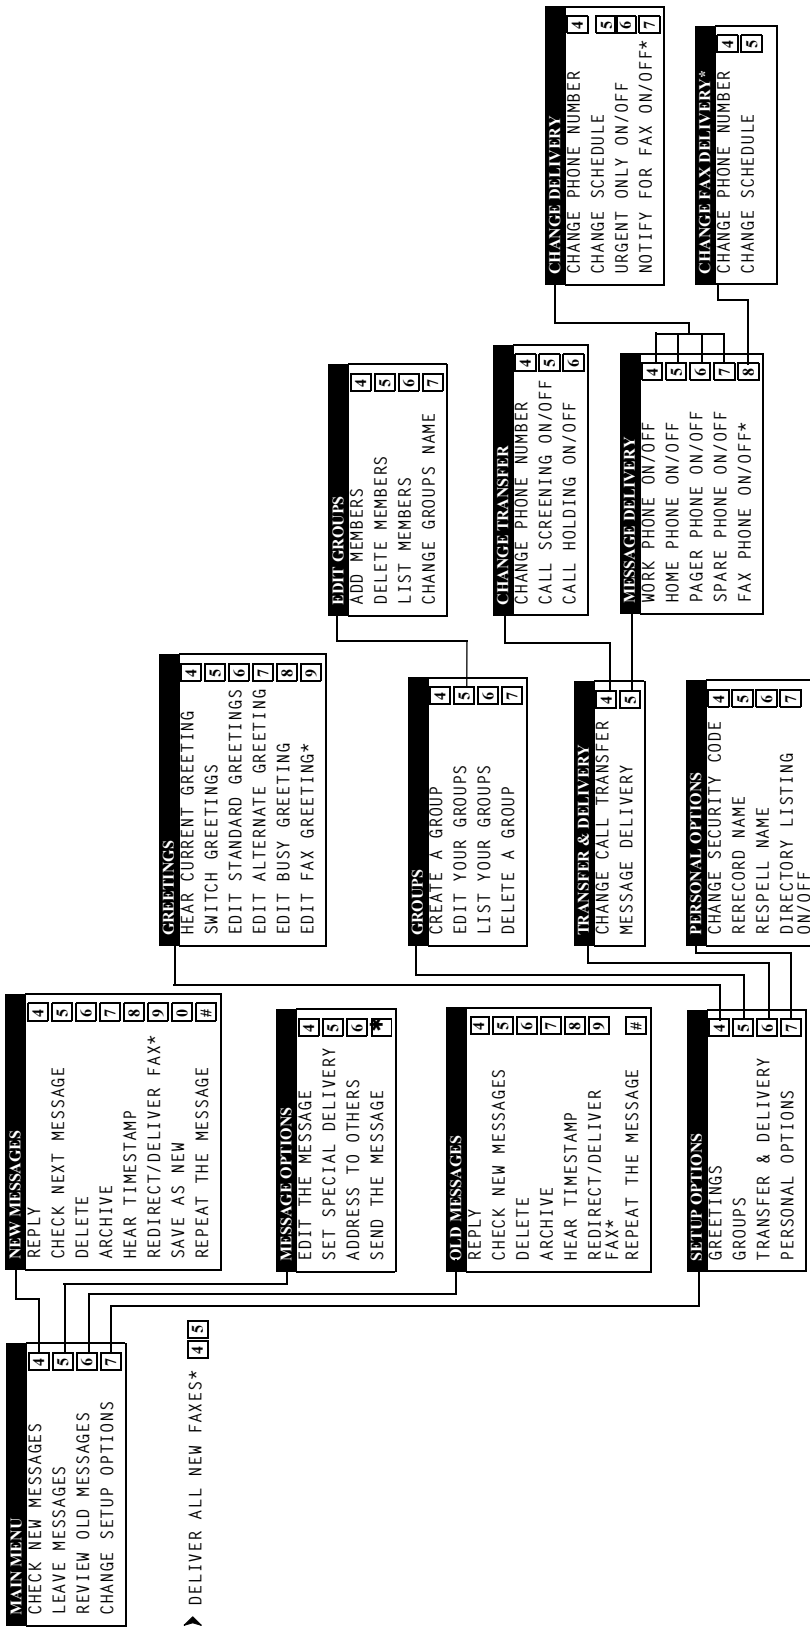 MAIN MENU
CHECK NEW MESSAGES 4
LEAVE MESSAGES 5
REVIEW OLD MESSAGES 6
CHANGE SETUP OPTIONS 7
DELIVER ALL NEW FAXES* 4 5
NEW MESSAGES
REPLY 4
CHECK NEXT MESSAGE 5
DELETE 6
ARCHIVE 7
HEAR TIMESTAMP 8
REDIRECT/DELIVER FAX* 9
SAVE AS NEW 0
REPEAT THE MESSAGE #
MESSAGE OPTIONS
EDIT THE MESSAGE 4
SET SPECIAL DELIVERY 5
ADDRESS TO OTHERS 6
SEND THE MESSAGE *
OLD MESSAGES
REPLY 4
CHECK NEW MESSAGES 5
DELETE 6
ARCHIVE 7
HEAR TIMESTAMP 8
REDIRECT/DELIVER 9
FAX*
REPEAT THE MESSAGE #
SETUP OPTIONS
GREETINGS 4
GROUPS 5
TRANSFER & DELIVERY 6
PERSONAL OPTIONS 7
GREETINGS
HEAR CURRENT GREETING 4
SWITCH GREETINGS 5
EDIT STANDARD GREETINGS 6
EDIT ALTERNATE GREETING 7
EDIT BUSY GREETING 8
EDIT FAX GREETING* 9
GROUPS
CREATE A GROUP 4
EDIT YOUR GROUPS 5
LIST YOUR GROUPS 6
DELETE A GROUP 7
TRANSFER & DELIVERY
CHANGE CALL TRANSFER 4
MESSAGE DELIVERY 5
PERSONAL OPTIONS
CHANGE SECURITY CODE 4
RERECORD NAME 5
RESPELL NAME 6
DIRECTORY LISTING 7
ON/OFF
EDIT GROUPS
ADD MEMBERS 4
DELETE MEMBERS 5
LIST MEMBERS 6
CHANGE GROUPS NAME 7
CHANGE TRANSFER
CHANGE PHONE NUMBER 4
CALL SCREENING ON/OFF 5
CALL HOLDING ON/OFF 6
MESSAGE DELIVERY
WORK PHONE ON/OFF 4
HOME PHONE ON/OFF 5
PAGER PHONE ON/OFF 6
SPARE PHONE ON/OFF 7
FAX PHONE ON/OFF* 8
CHANGE DELIVERY
CHANGE PHONE NUMBER 4
CHANGE SCHEDULE 5
URGENT ONLY ON/OFF 6
NOTIFY FOR FAX ON/OFF* 7
CHANGE FAX DELIVERY*
CHANGE PHONE NUMBER 4
CHANGE SCHEDULE 5